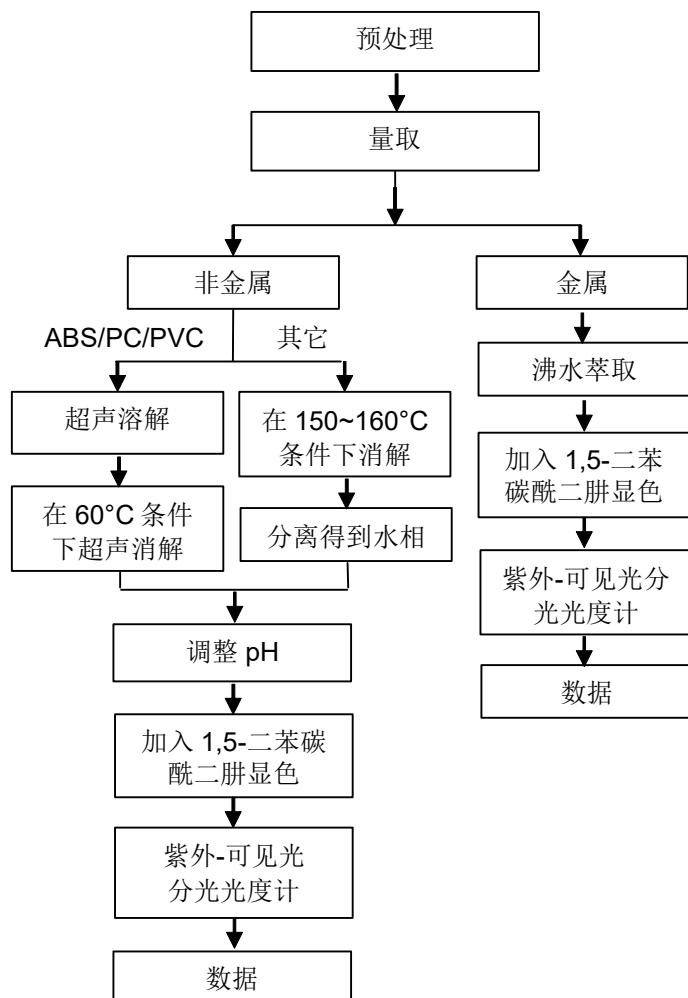 预处理
量取
非金属
金属
ABS/PC/PVC
其它
沸水萃取
超声溶解
在 150~160°C
条件下消解
加入 1,5-二苯
碳酰二肼显色
在 60°C 条件
下超声消解
分离得到水相
紫外-可见光分
光光度计
调整 pH
数据
加入 1,5-二苯碳
酰二肼显色
紫外-可见光
分光光度计
数据